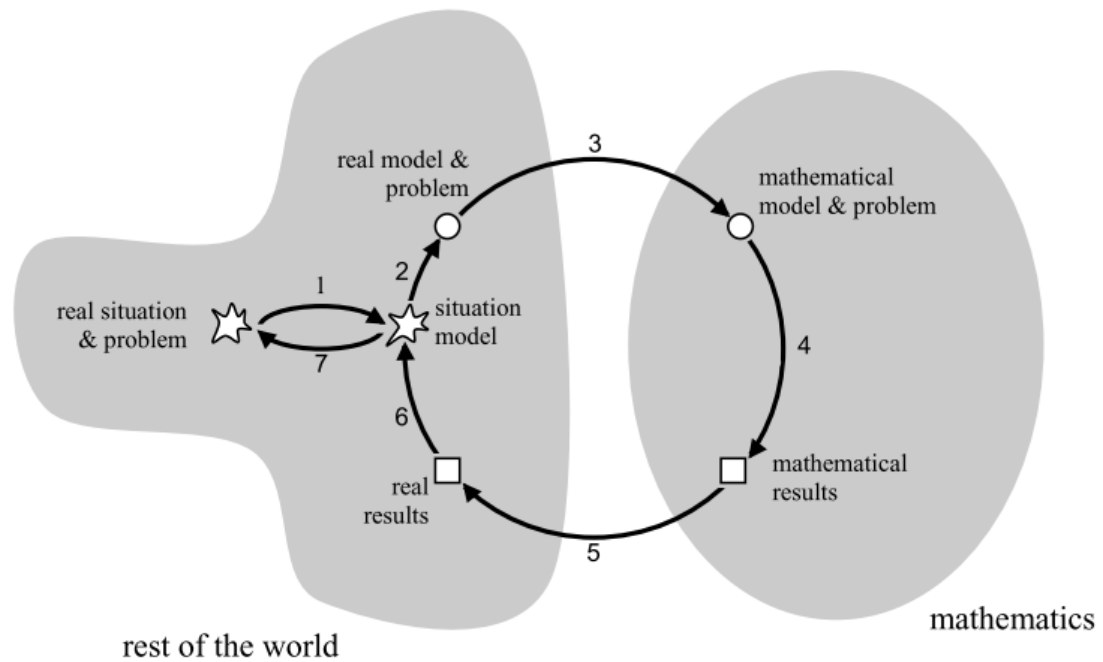 3
real model &
problem
mathematical
model & problem
2
1
real situation
& problem
situation
model
7
4
6
mathematical
results
real
results
5
mathematics
rest of the world